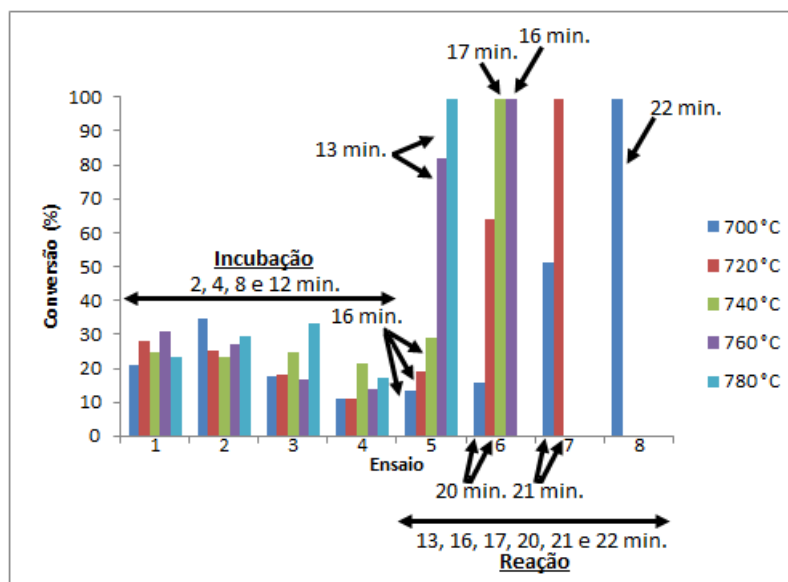 16 min.
17 min.
100
90
80
70
60
50
40
30
20
10
0
Conversão (%)
13 min.
22 min.
Incubação
2, 4, 8 e 12 min.
16 min.
700°C
720°C
740°C
760°C
780°C
1 2 3 4 5 6 7 8
Ensaio
20 min. 21 min.
13, 16, 17, 20, 21 e 22 min.
Reação